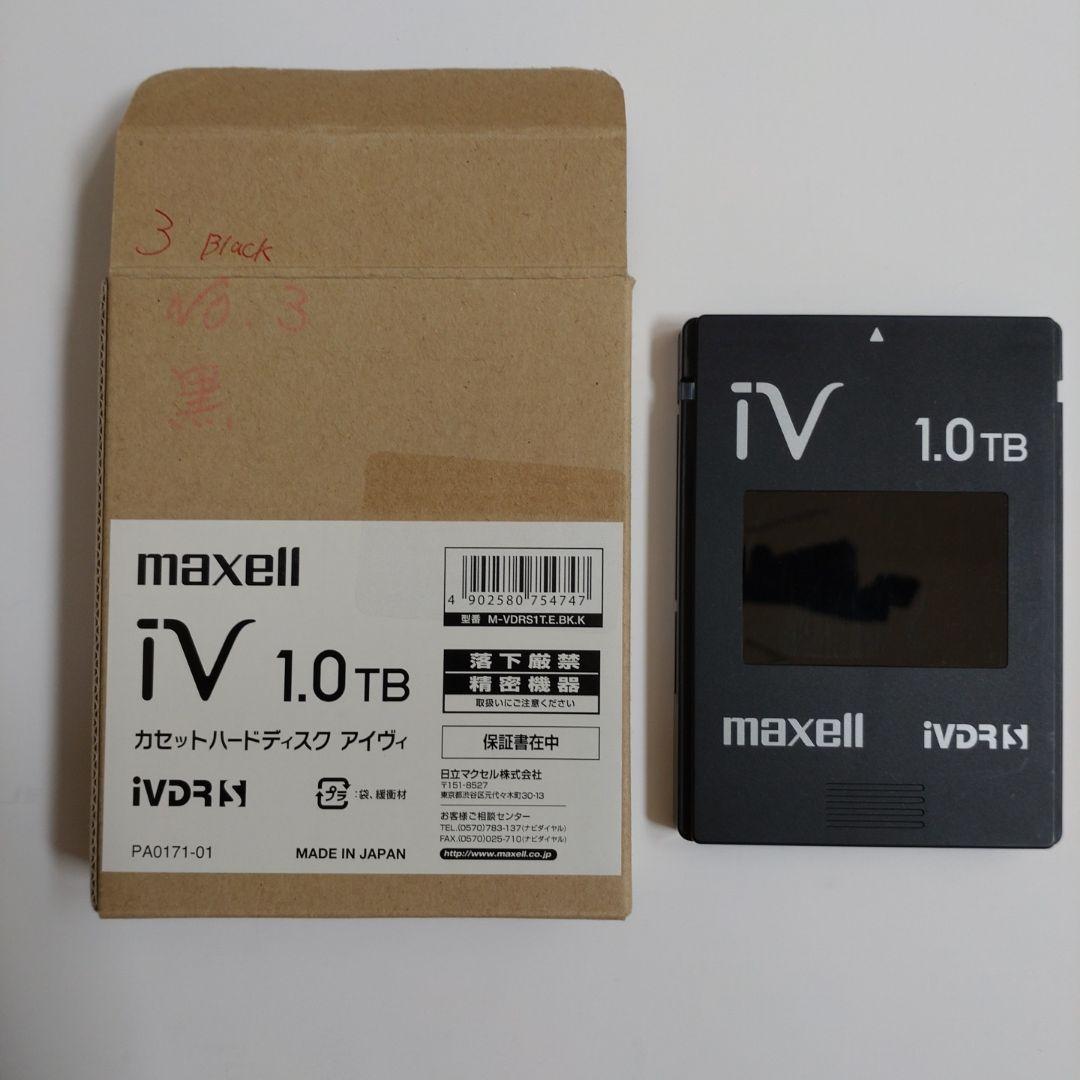 3 Black
No. 3
黒
maxell
iV 1.0TB
カセットハードディスク アイヴィ
iVDR S
プラ :袋、緩衝材
PA0171-01
MADE IN JAPAN
4 902580 754747
型番 M-VDRS1T.E.BK.K
落下厳禁
精密機器
取扱いにご注意ください
保証書在中
日立マクセル株式会社
〒151-8527
東京都渋谷区元代々木町30-13
お客様ご相談センター
TEL.(0570)783-137(ナビダイヤル)
FAX.(0570)025-710(ナビダイヤル)
http://www.maxell.co.jp
iV 1.0TB
maxell iVDR S